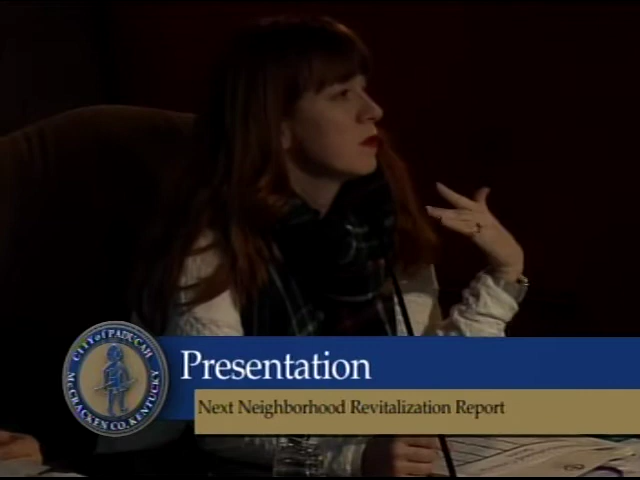 CITY of PADUCAH
McCRACKEN CO. KENTUCKY
Presentation
Next Neighborhood Revitalization Report